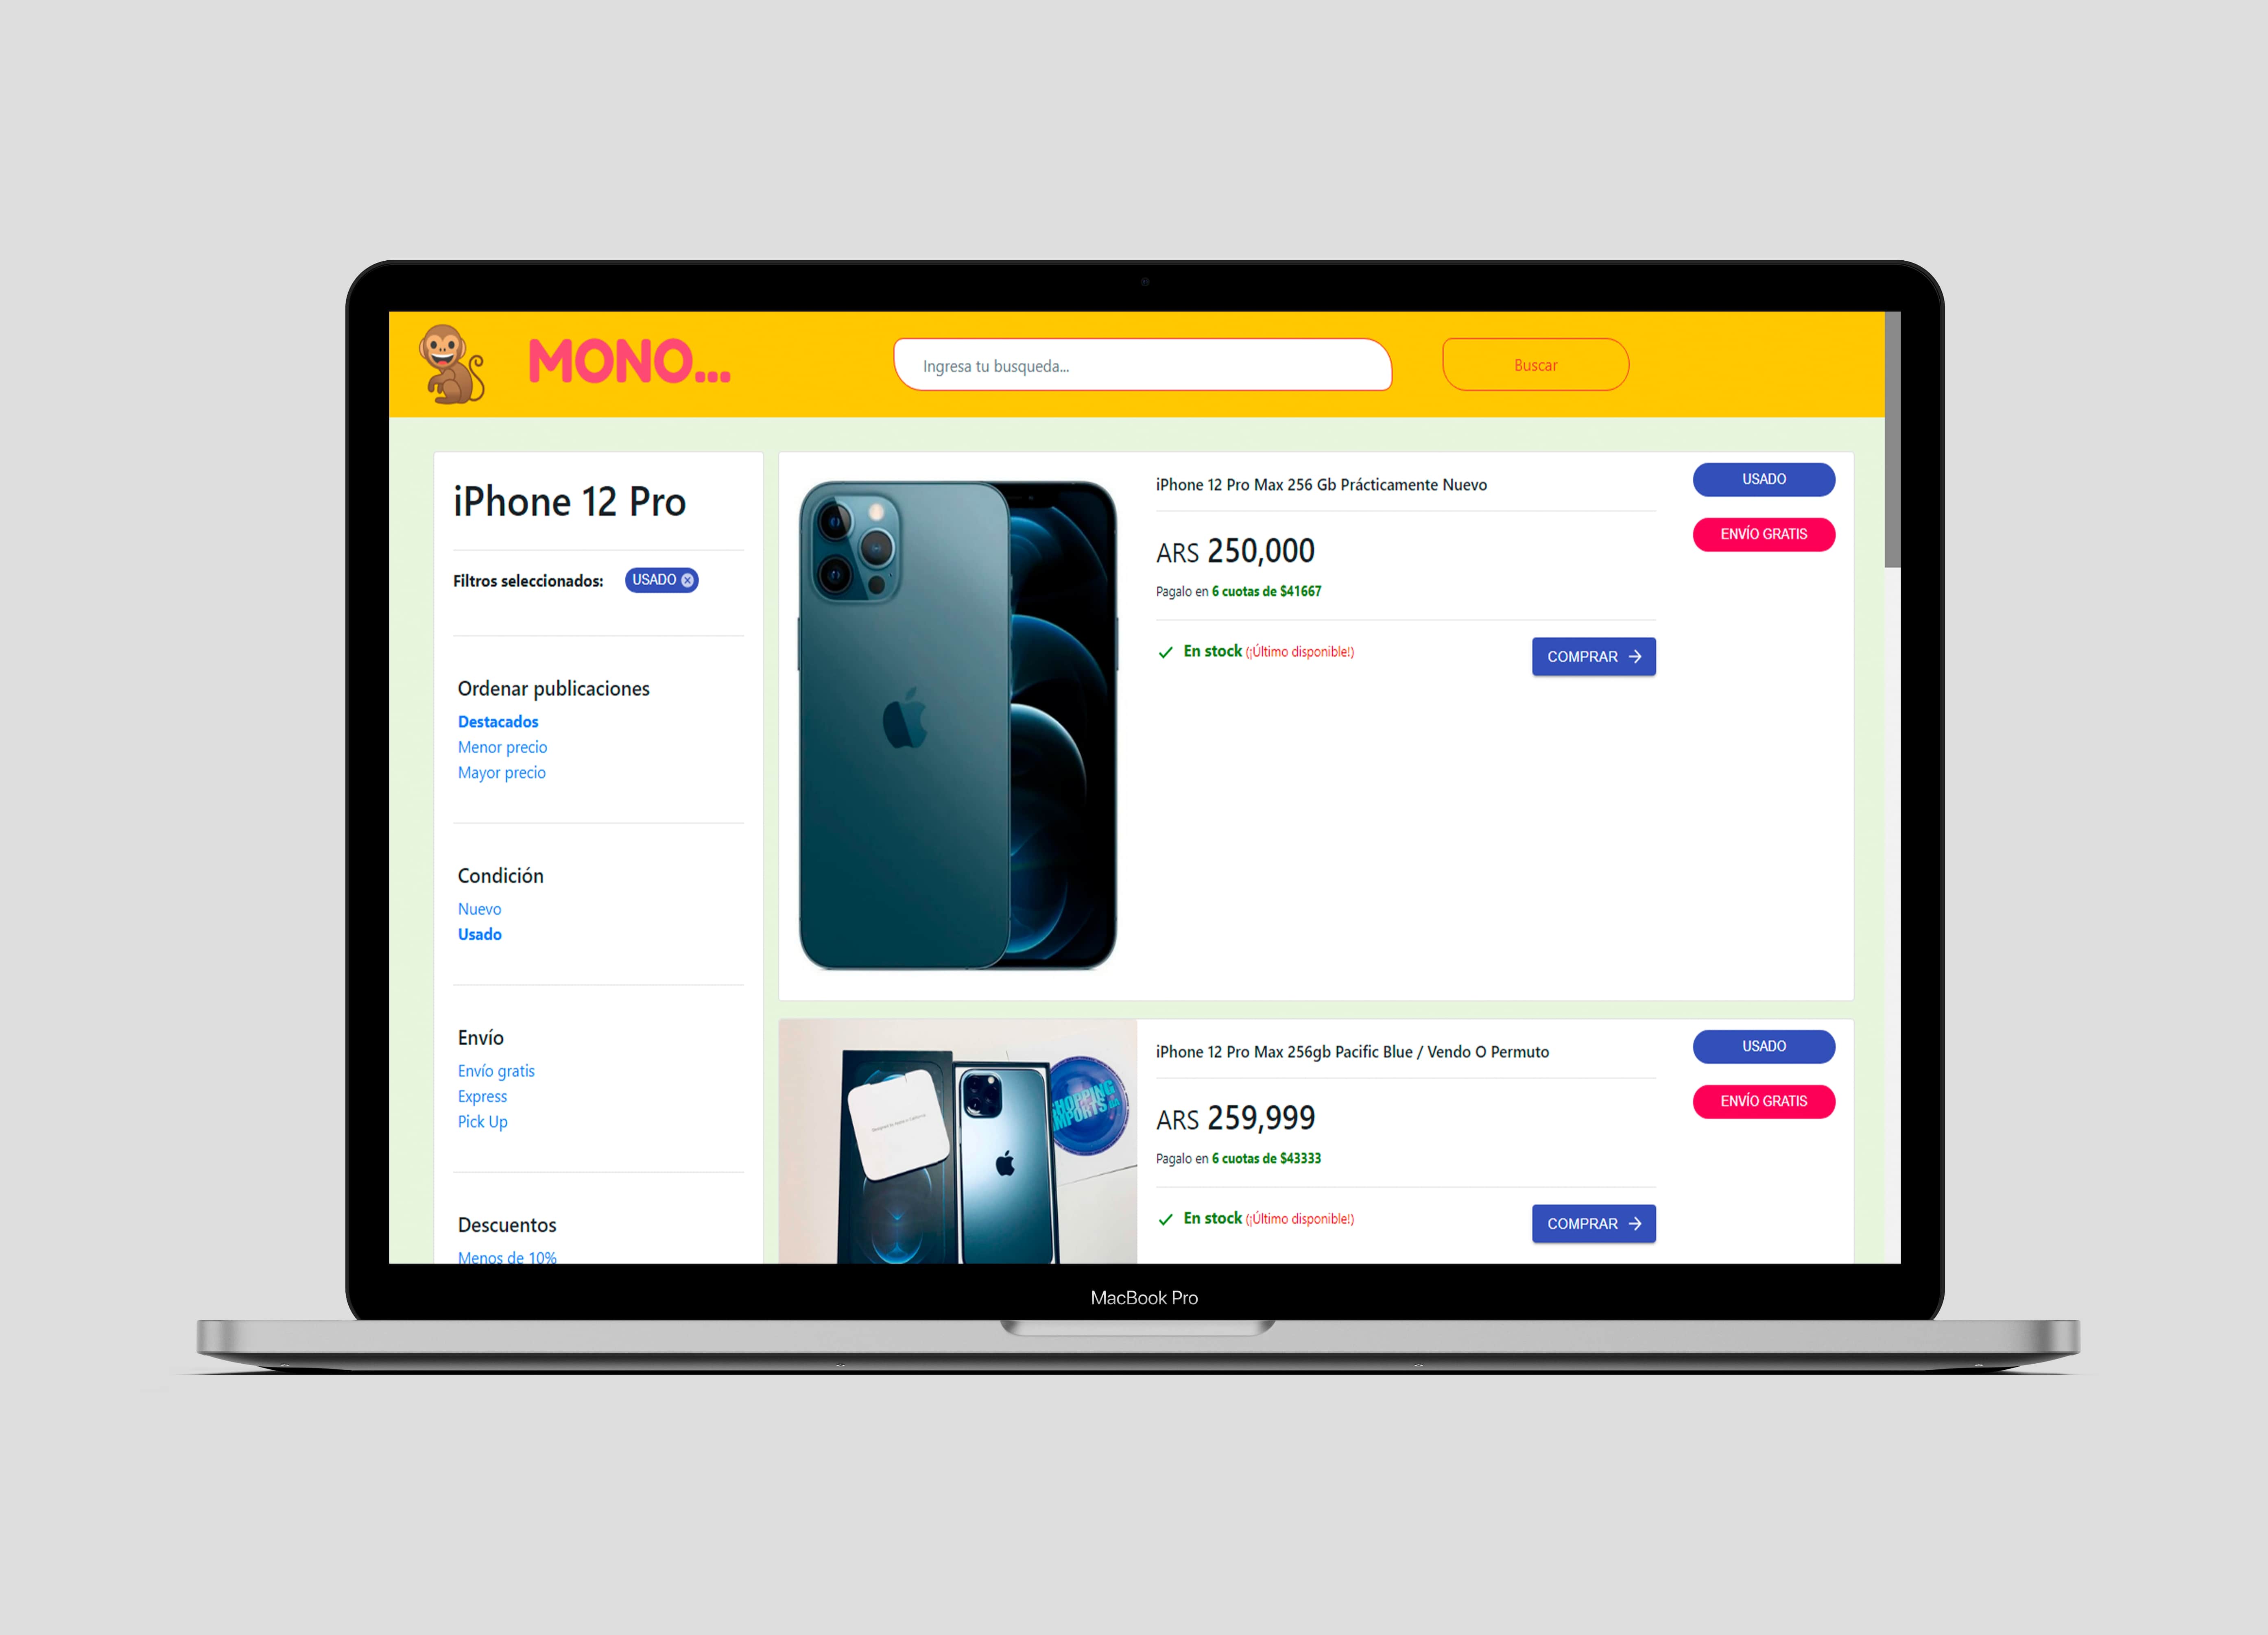 MONO...
Ingresa tu busqueda...
Buscar
iPhone 12 Pro
Filtros seleccionados: USADO
Ordenar publicaciones
Destacados
Menor precio
Mayor precio
Condición
Nuevo
Usado
Envío
Envío gratis
Express
Pick Up
Descuentos
Menos de 10%
iPhone 12 Pro Max 256 Gb Prácticamente Nuevo
ARS 250,000
Pagalo en 6 cuotas de $41667
En stock (¡Último disponible!)
COMPRAR
USADO
ENVÍO GRATIS
SHOPPING
IMPORTS
iPhone 12 Pro Max 256gb Pacific Blue / Vendo O Permuto
ARS 259,999
Pagalo en 6 cuotas de $43333
En stock (¡Último disponible!)
COMPRAR
USADO
ENVÍO GRATIS
MacBook Pro